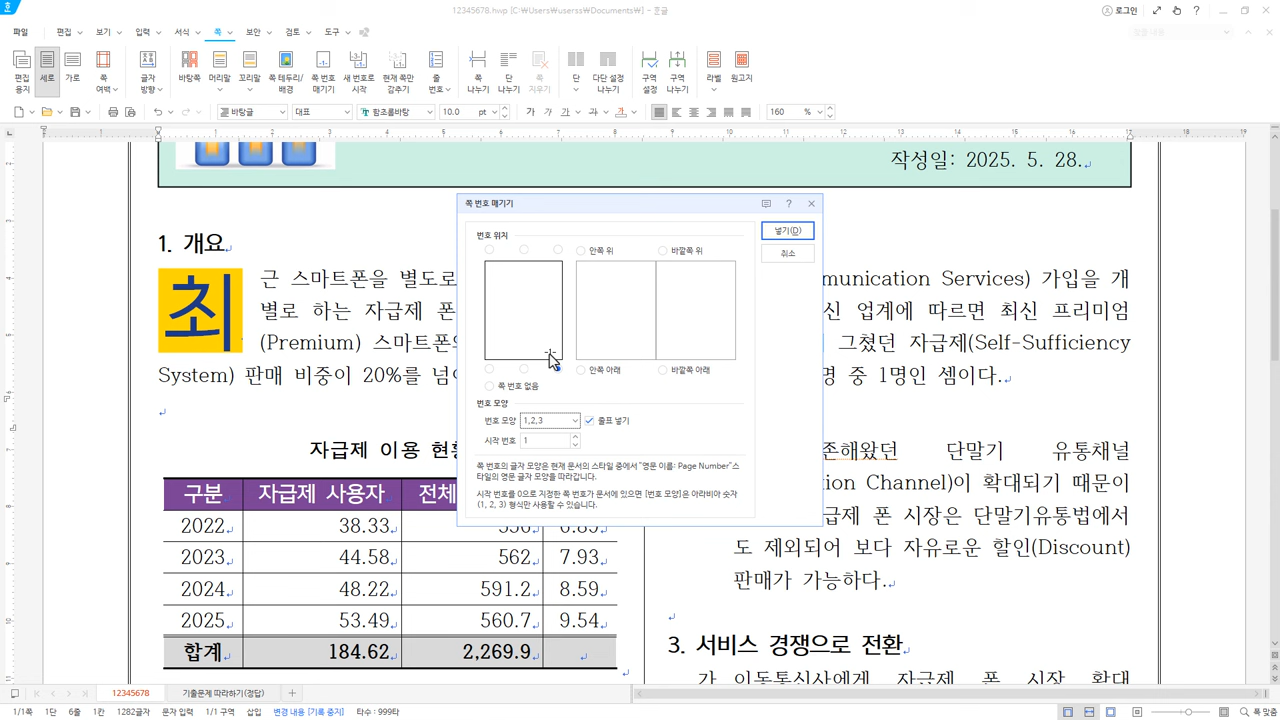 12345678.hwp [C:\Users\userss\Documents\] - 한글
로그인
파일 편집 보기 입력 서식 쪽 보안 검토 도구
편집 용지 세로 가로 쪽 여백 글자 방향 바탕쪽 머리말 꼬리말 쪽 테두리/배경 쪽 번호 매기기 새 번호로 시작 현재 쪽만 감추기 줄 번호 쪽 나누기 단 나누기 쪽 지우기 단 다단 설정 나누기 구역 설정 구역 나누기 라벨 원고지
바탕글 대표 함초롬바탕 10.0 pt 가 가 가 가 가 160 %
작성일: 2025. 5. 28.
1. 개요
최
근 스마트폰을 별도로
별로 하는 자급제 폰
(Premium) 스마트폰의
System) 판매 비중이 20%를 넘
munication Services) 가입을 개
신 업계에 따르면 최신 프리미엄
그쳤던 자급제(Self-Sufficiency
명 중 1명인 셈이다.
자급제 이용 현황
구분 자급제 사용자 전체
2022 38.33
2023 44.58 562 7.93
2024 48.22 591.2 8.59
2025 53.49 560.7 9.54
합계 184.62 2,269.9
존해왔던 단말기 유통채널
ion Channel)이 확대되기 때문이
급제 폰 시장은 단말기유통법에서
도 제외되어 보다 자유로운 할인(Discount)
판매가 가능하다.
3. 서비스 경쟁으로 전환
가 이동통신사에게 자급제 폰 시장 확대
쪽 번호 매기기
넣기(D)
취소
번호 위치
안쪽 위 바깥쪽 위
-1-
안쪽 아래 바깥쪽 아래
쪽 번호 없음
번호 모양
번호 모양 1,2,3 줄표 넣기
시작 번호 1
쪽 번호의 글자 모양은 현재 문서의 스타일 중에서 "영문 이름: Page Number"스
타일의 영문 글자 모양을 따라갑니다.
시작 번호를 0으로 지정한 쪽 번호가 문서에 있으면 [번호 모양]은 아라비아 숫자
(1, 2, 3) 형식만 사용할 수 있습니다.
12345678 기출문제 따라하기(정답)
1/1쪽 1단 6줄 1칸 1282글자 문자 입력 1/1 구역 삽입 변경 내용 [기록 중지] 타수 : 999타 쪽 맞춤